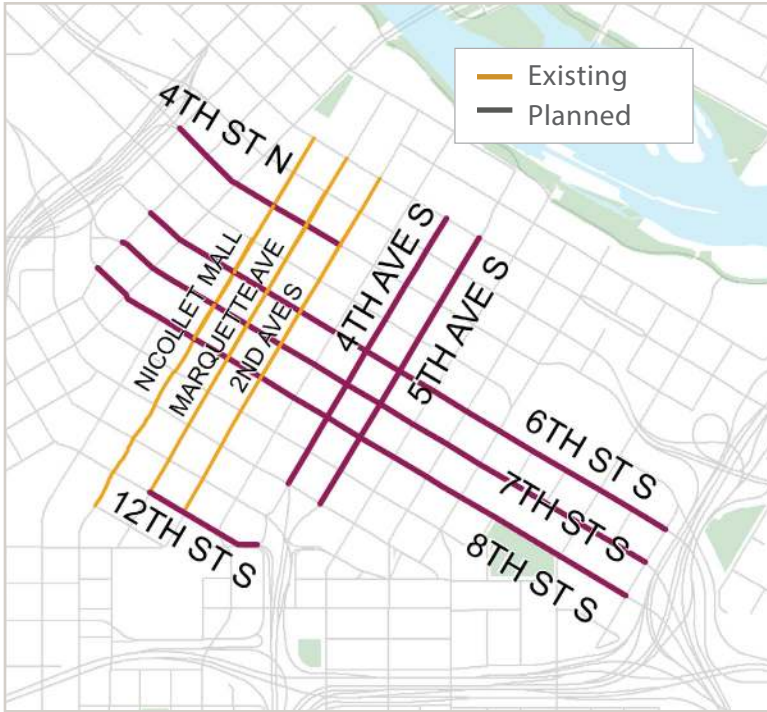 Existing
Planned
4TH ST N
NICOLLET MALL
MARQUETTE AVE
2ND AVE S
4TH AVE S
5TH AVE S
6TH ST S
7TH ST S
8TH ST S
12TH ST S